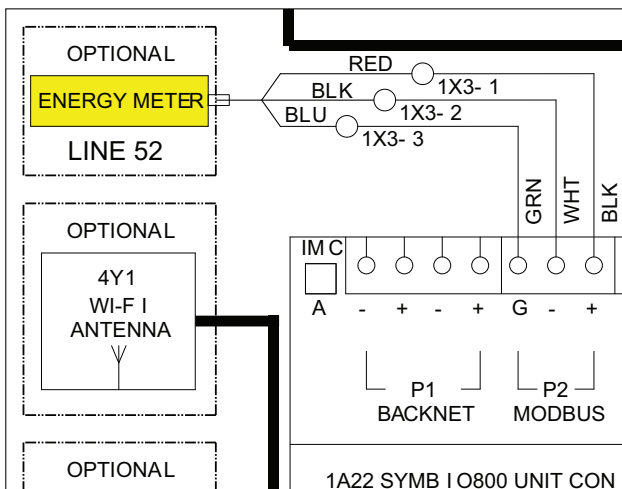 OPTIONAL
ENERGY METER
LINE 52
RED
1X3- 1
BLK
1X3- 2
BLU
1X3- 3
GRN
WHT
BLK
OPTIONAL
4Y1
WI-F I
ANTENNA
IM C
A
- + - + G - +
P1
BACKNET
P2
MODBUS
OPTIONAL
1A22 SYMB I O800 UNIT CON